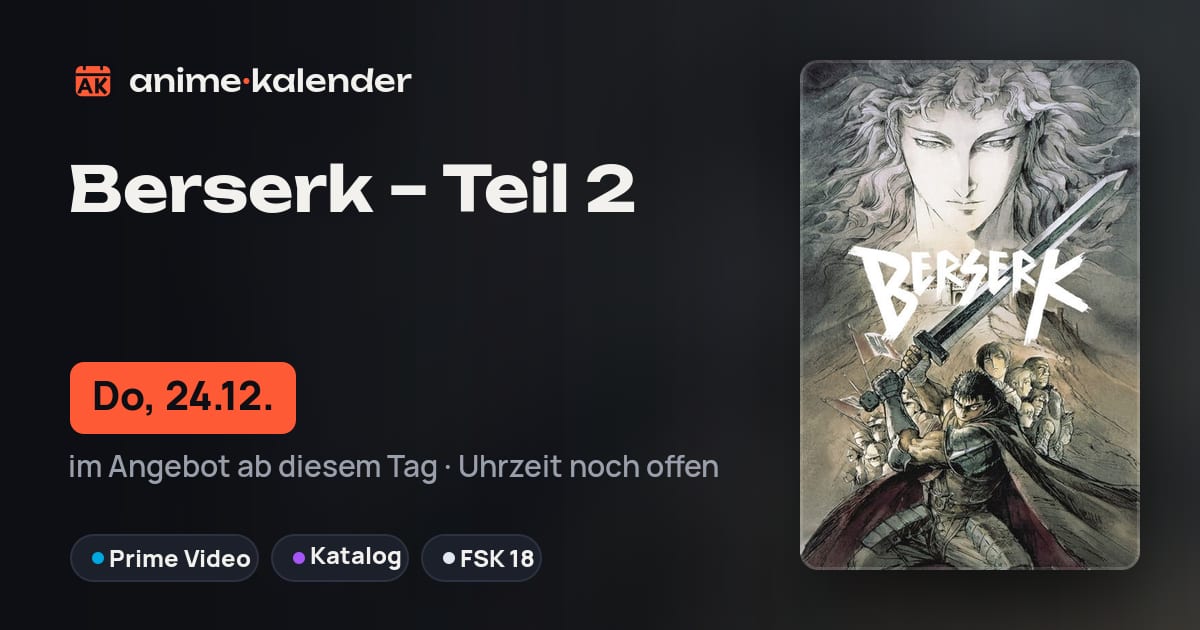 AK anime·kalender
Berserk – Teil 2
BERSERK
Do, 24.12.
im Angebot ab diesem Tag · Uhrzeit noch offen
Prime Video Katalog FSK 18